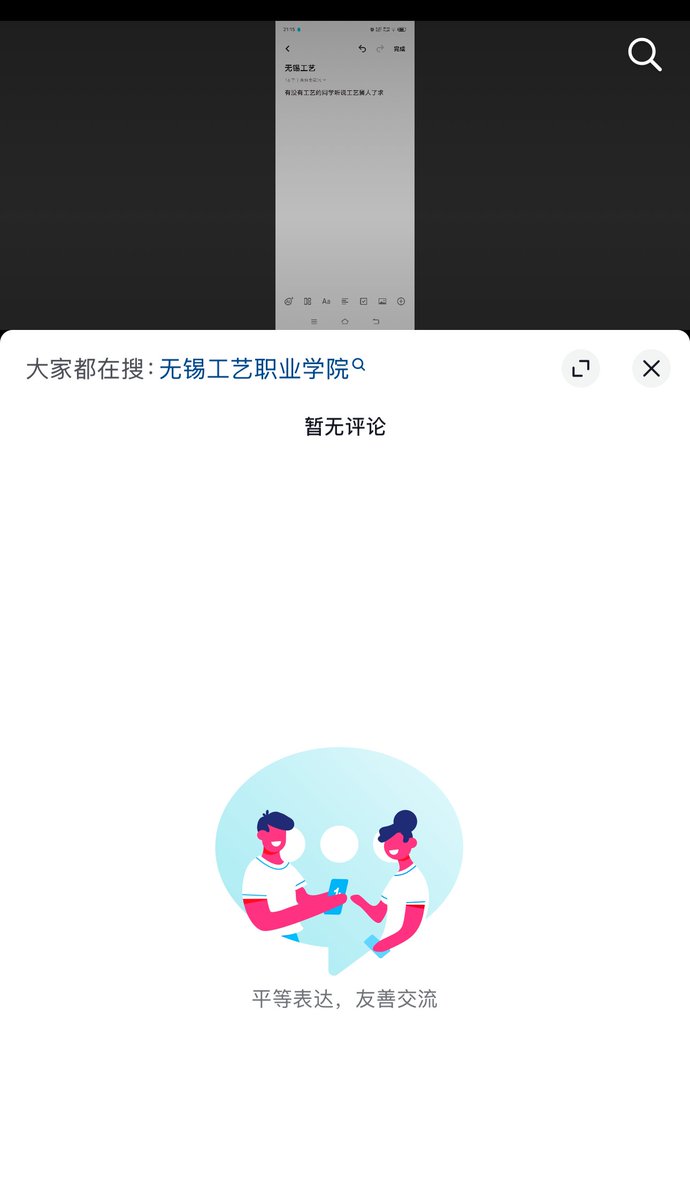 21:15
完成
无锡工艺
有没有工艺的同学听说工艺捅人了求
Aa
大家都在搜：无锡工艺职业学院
暂无评论
平等表达，友善交流